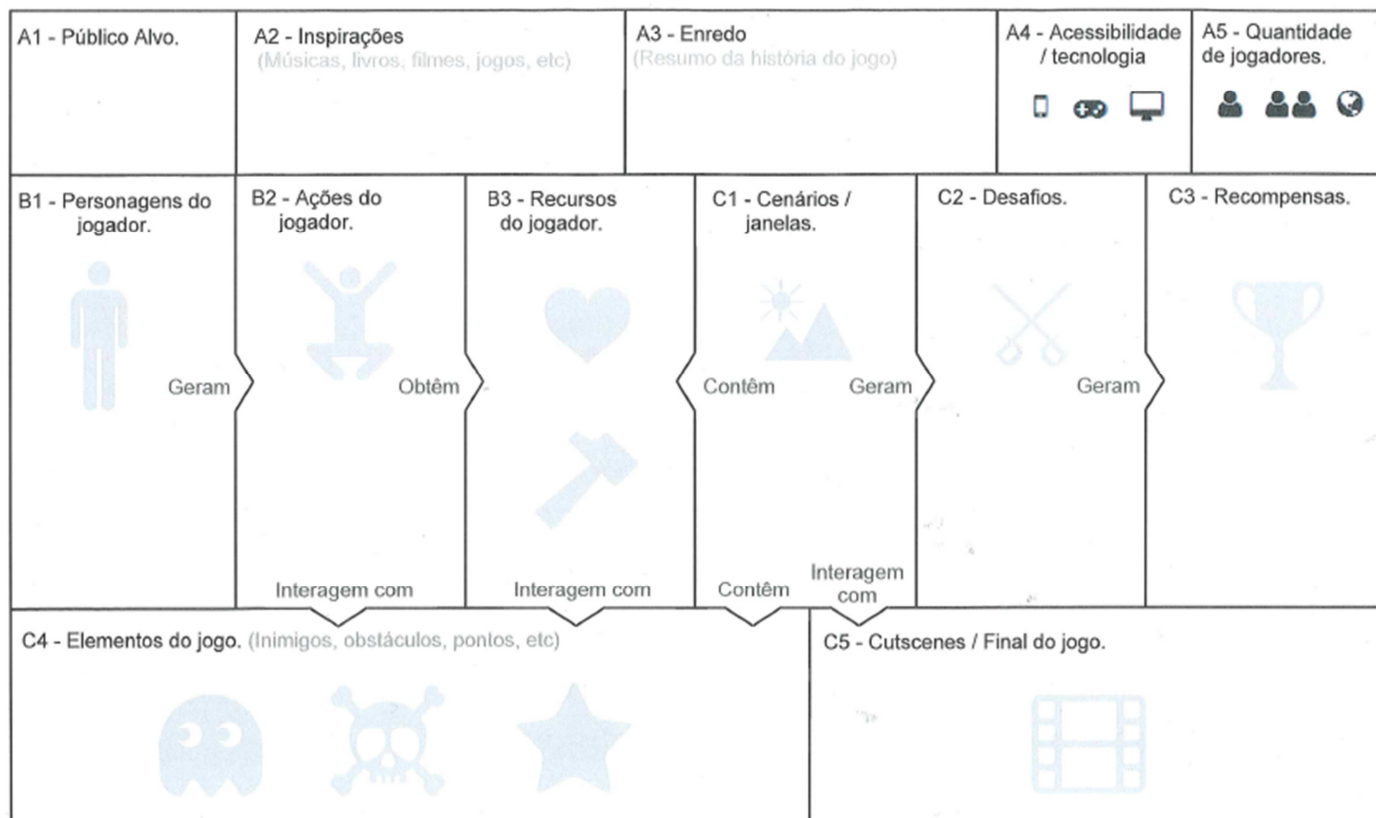 A1 - Público Alvo.
A2 - Inspirações
(Músicas, livros, filmes, jogos, etc)
A3 - Enredo
(Resumo da história do jogo)
A4 - Acessibilidade
/ tecnologia
A5 - Quantidade
de jogadores.
B1 - Personagens do
jogador.
B2 - Ações do
jogador.
B3 - Recursos
do jogador.
C1 - Cenários /
janelas.
C2 - Desafios.
C3 - Recompensas.
Geram
Obtêm
Contêm
Geram
Geram
Interagem com
Interagem com
Contêm
Interagem
com
C4 - Elementos do jogo. (Inimigos, obstáculos, pontos, etc)
C5 - Cutscenes / Final do jogo.